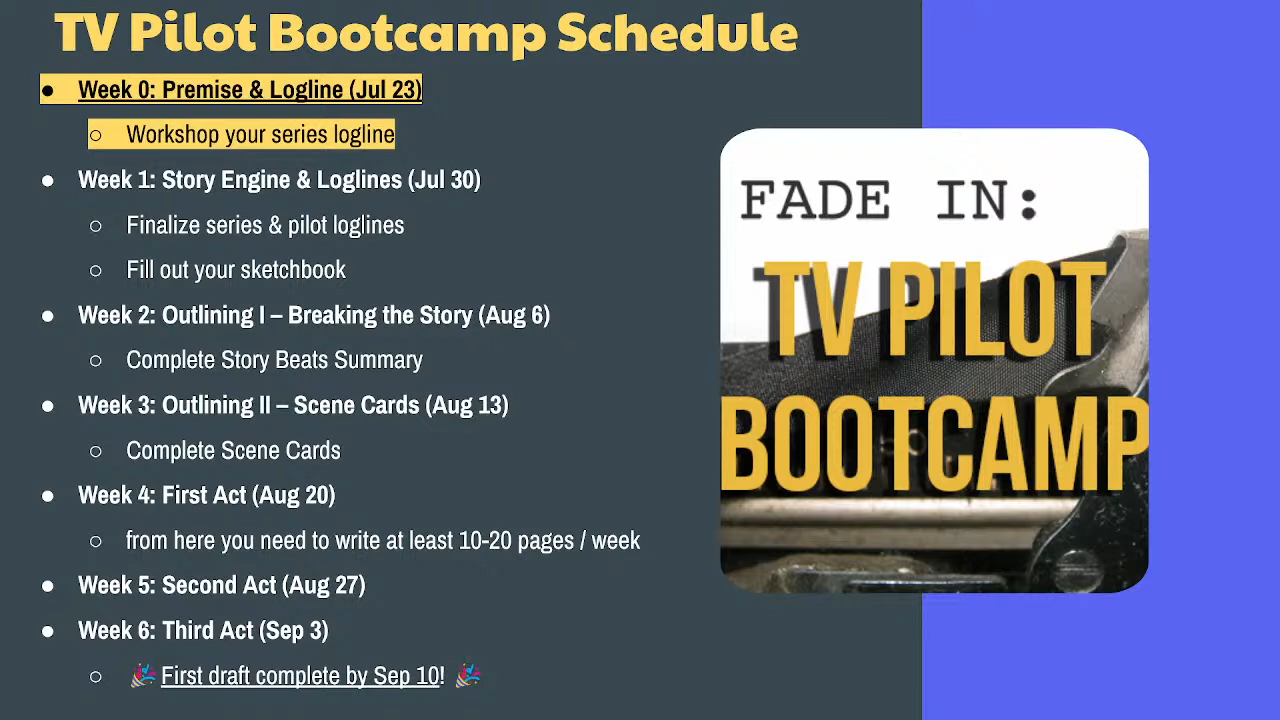 TV Pilot Bootcamp Schedule
● Week 0: Premise & Logline (Jul 23)
○ Workshop your series logline
● Week 1: Story Engine & Loglines (Jul 30)
○ Finalize series & pilot loglines
○ Fill out your sketchbook
● Week 2: Outlining I – Breaking the Story (Aug 6)
○ Complete Story Beats Summary
● Week 3: Outlining II – Scene Cards (Aug 13)
○ Complete Scene Cards
● Week 4: First Act (Aug 20)
○ from here you need to write at least 10-20 pages / week
● Week 5: Second Act (Aug 27)
● Week 6: Third Act (Sep 3)
○ 🎉 First draft complete by Sep 10! 🎉
FADE IN:
TV PILOT
BOOTCAMP